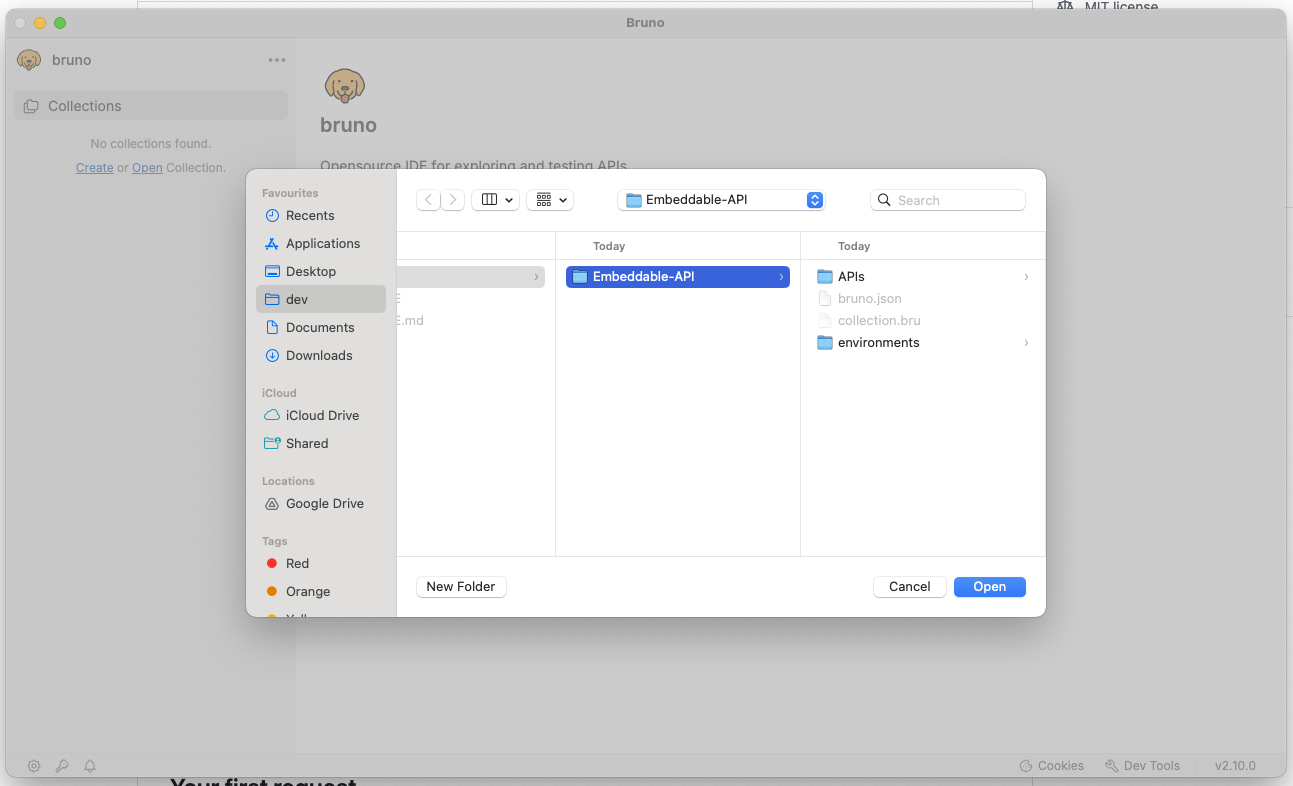 MIT license
Bruno
bruno
Collections
No collections found.
Create or Open Collection.
bruno
Opensource IDE for exploring and testing APIs
Favourites
Recents
Applications
Desktop
dev
Documents
Downloads
iCloud
iCloud Drive
Shared
Locations
Google Drive
Tags
Red
Orange
Embeddable-API
Search
E
E.md
Today
Embeddable-API
Today
APIs
bruno.json
collection.bru
environments
New Folder
Cancel
Open
Cookies
Dev Tools
v2.10.0
Your first request